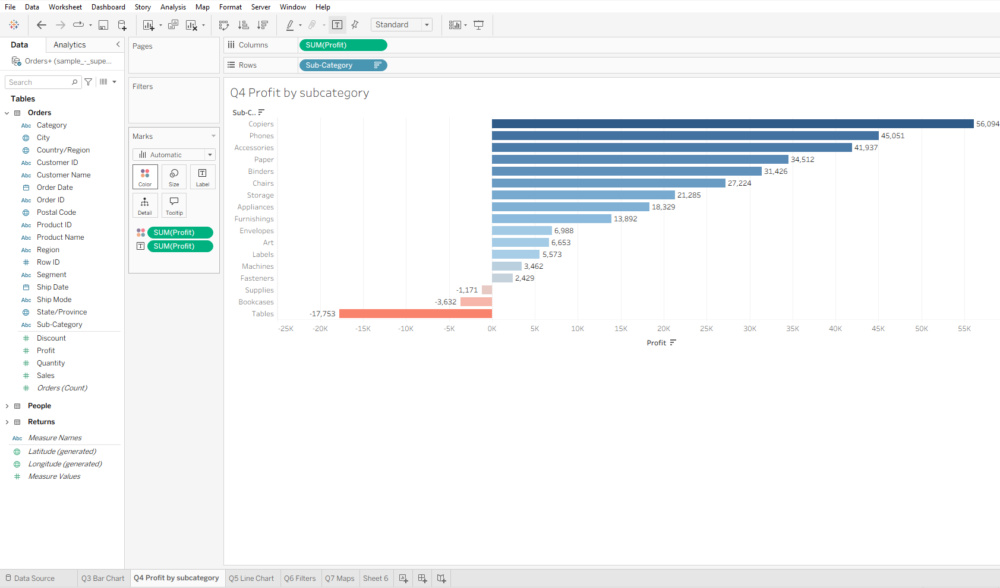 File Data Worksheet Dashboard Story Analysis Map Format Server Window Help
Standard
Data Analytics
Orders+ (sample_-_supe...
Search
Tables
Orders
Abc Category
City
Country/Region
Abc Customer ID
Abc Customer Name
Order Date
Abc Order ID
Postal Code
Abc Product ID
Abc Product Name
Abc Region
Row ID
Abc Segment
Ship Date
Abc Ship Mode
State/Province
Abc Sub-Category
Discount
Profit
Quantity
Sales
Orders (Count)
People
Returns
Abc Measure Names
Latitude (generated)
Longitude (generated)
Measure Values
Pages
Filters
Marks
Automatic
Color Size Label
Detail Tooltip
SUM(Profit)
SUM(Profit)
Columns SUM(Profit)
Rows Sub-Category
Q4 Profit by subcategory
Sub-C..
Copiers 56,094
Phones 45,051
Accessories 41,937
Paper 34,512
Binders 31,426
Chairs 27,224
Storage 21,285
Appliances 18,329
Furnishings 13,892
Envelopes 6,988
Art 6,653
Labels 5,573
Machines 3,462
Fasteners 2,429
Supplies -1,171
Bookcases -3,632
Tables -17,753
-25K -20K -15K -10K -5K 0K 5K 10K 15K 20K 25K 30K 35K 40K 45K 50K 55K
Profit
Data Source Q3 Bar Chart Q4 Profit by subcategory Q5 Line Chart Q6 Filters Q7 Maps Sheet 6